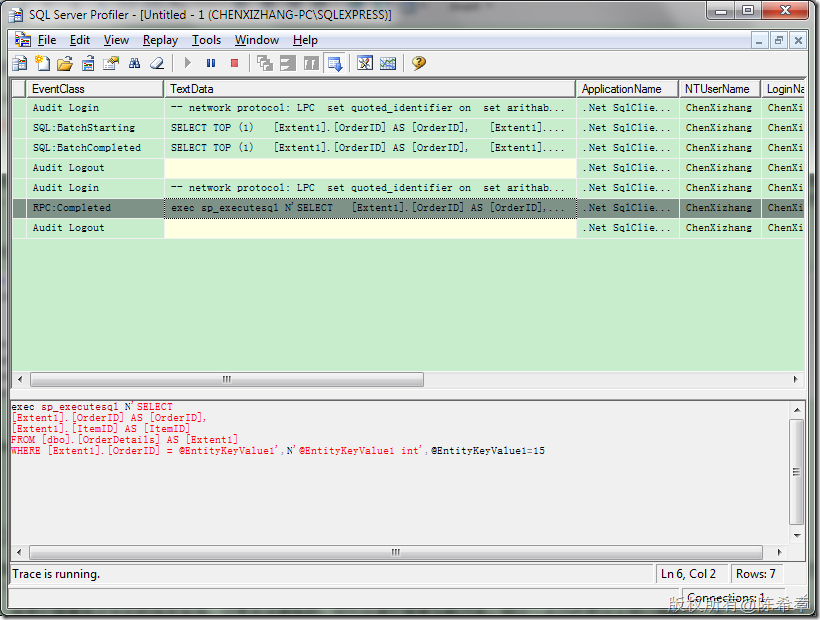 SQL Server Profiler - [Untitled - 1 (CHENXIZHANG-PC\SQLEXPRESS)]
File Edit View Replay Tools Window Help
EventClass TextData ApplicationName NTUserName LoginNa
Audit Login -- network protocol: LPC set quoted_identifier on set arithab... .Net SqlClie... ChenXizhang ChenXi
SQL:BatchStarting SELECT TOP (1) [Extent1].[OrderID] AS [OrderID], [Extent1].... .Net SqlClie... ChenXizhang ChenXi
SQL:BatchCompleted SELECT TOP (1) [Extent1].[OrderID] AS [OrderID], [Extent1].... .Net SqlClie... ChenXizhang ChenXi
Audit Logout .Net SqlClie... ChenXizhang ChenXi
Audit Login -- network protocol: LPC set quoted_identifier on set arithab... .Net SqlClie... ChenXizhang ChenXi
RPC:Completed exec sp_executesql N'SELECT [Extent1].[OrderID] AS [OrderID],... .Net SqlClie... ChenXizhang ChenXi
Audit Logout .Net SqlClie... ChenXizhang ChenXi
exec sp_executesql N'SELECT
[Extent1].[OrderID] AS [OrderID],
[Extent1].[ItemID] AS [ItemID]
FROM [dbo].[OrderDetails] AS [Extent1]
WHERE [Extent1].[OrderID] = @EntityKeyValue1',N'@EntityKeyValue1 int',@EntityKeyValue1=15
Trace is running. Ln 6, Col 2 Rows: 7
Connections: 1
版权所有@陈希章